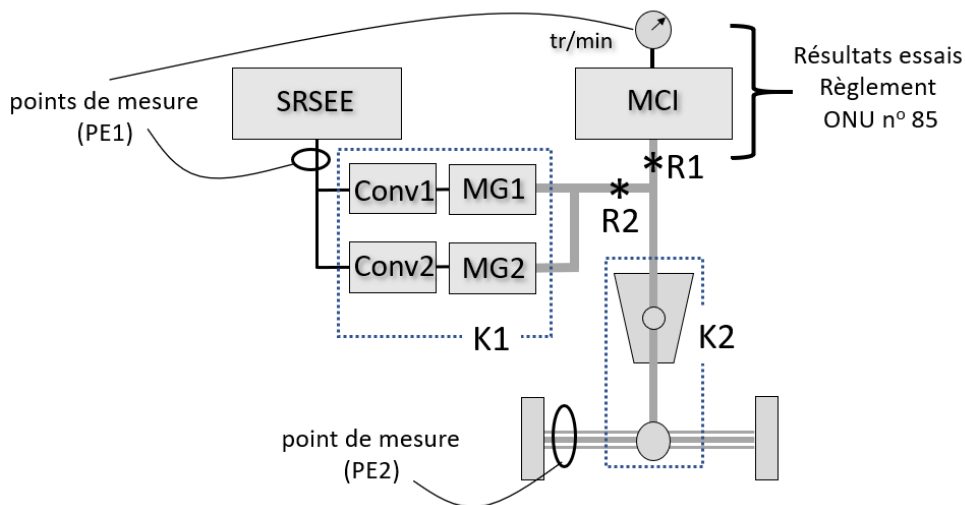 tr/min
Résultats essais
Règlement
ONU nº 85
points de mesure
(PE1)
SRSEE
MCI
*R1
Conv1
MG1
*
R2
Conv2
MG2
K1
K2
point de mesure
(PE2)